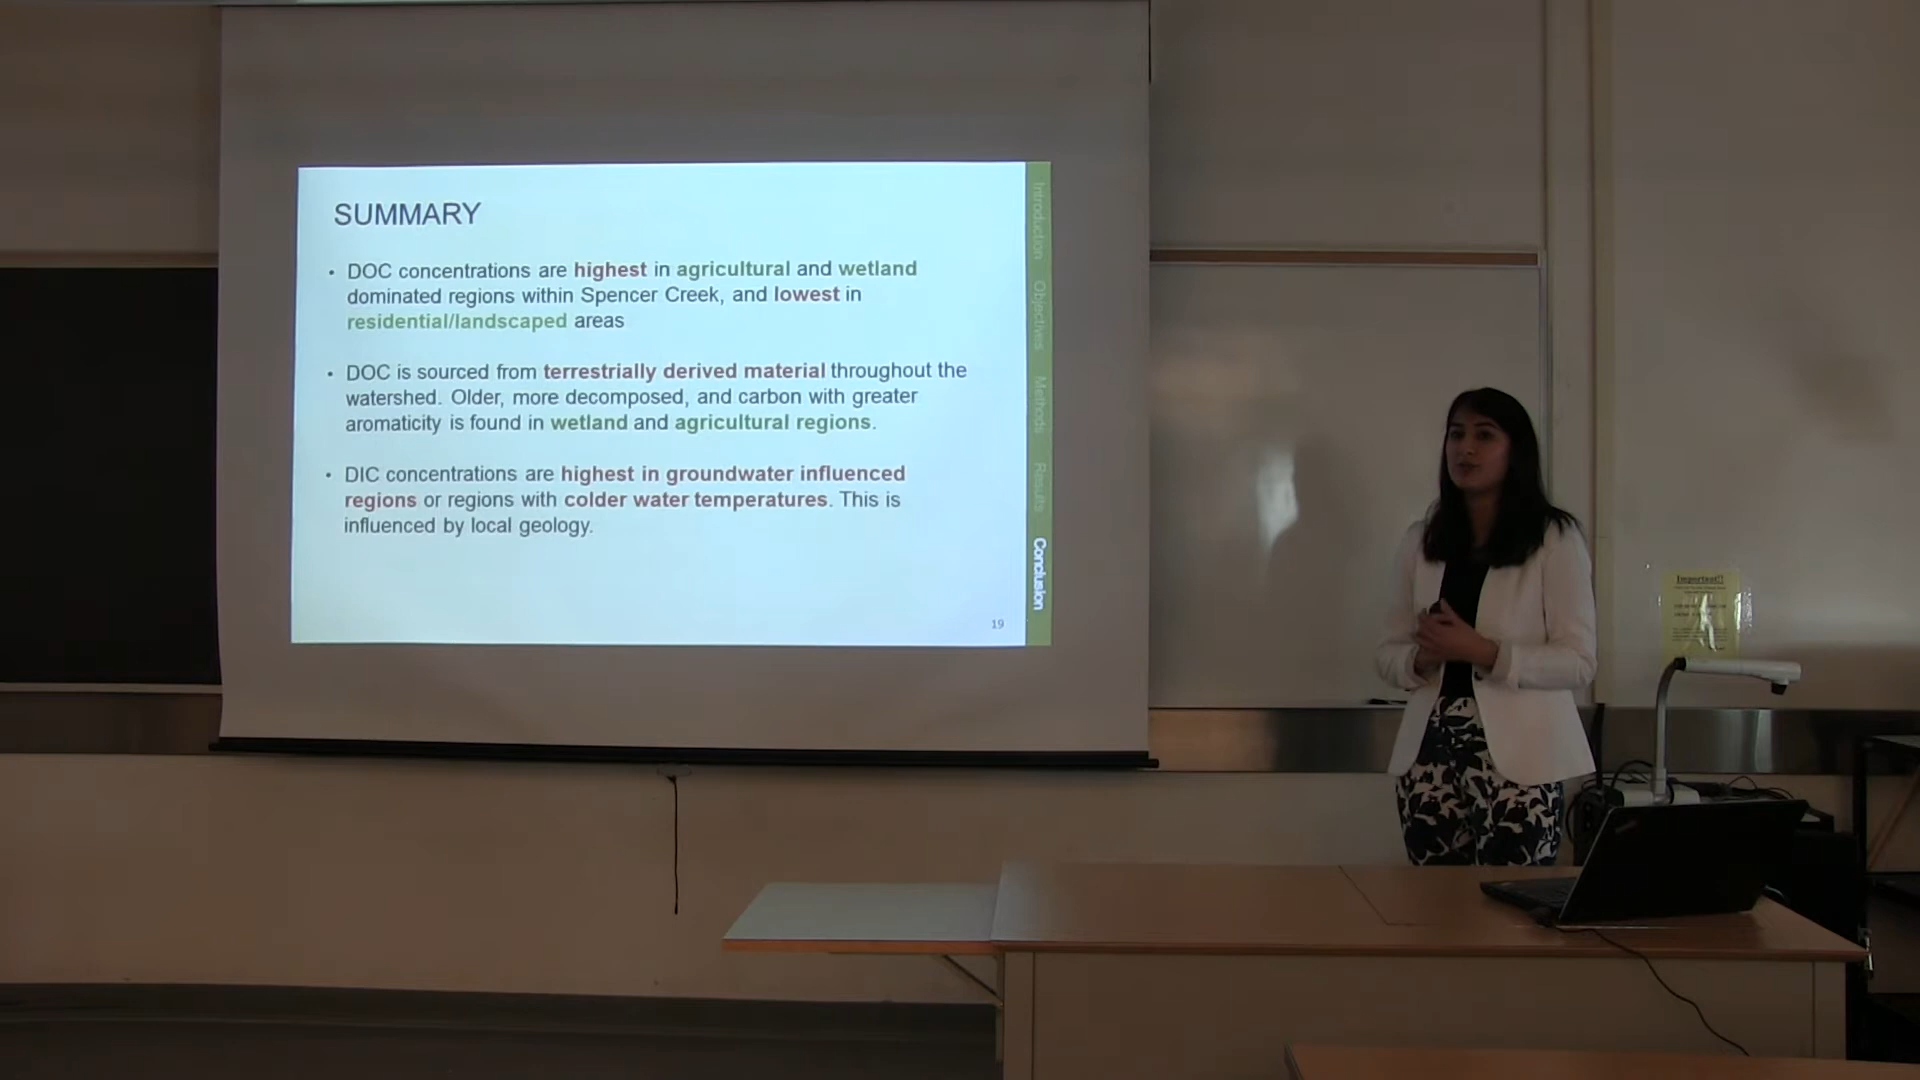 SUMMARY
• DOC concentrations are highest in agricultural and wetland
dominated regions within Spencer Creek, and lowest in
residential/landscaped areas
• DOC is sourced from terrestrially derived material throughout the
watershed. Older, more decomposed, and carbon with greater
aromaticity is found in wetland and agricultural regions.
• DIC concentrations are highest in groundwater influenced
regions or regions with colder water temperatures. This is
influenced by local geology.
19
Introduction
Objectives
Methods
Results
Conclusion
Important!!